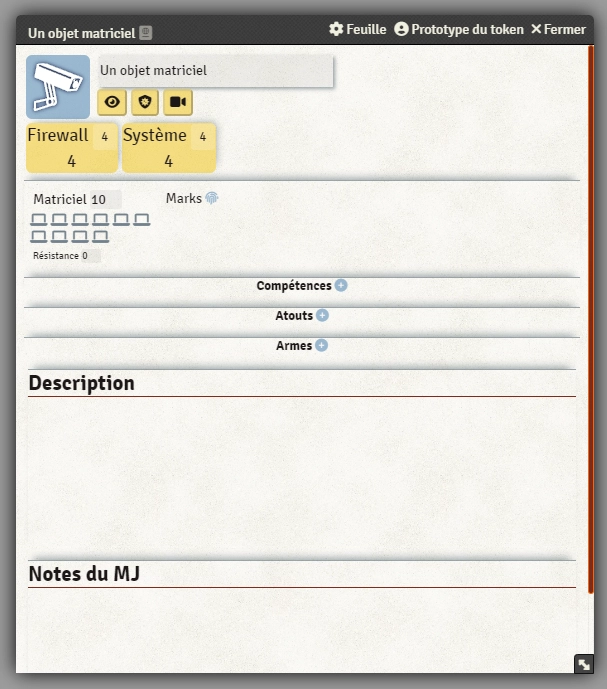 Un objet matriciel
Feuille Prototype du token Fermer
Un objet matriciel
Firewall 4
4
Système 4
4
Matriciel 10
Marks
Résistance 0
Compétences
Atouts
Armes
Description
Notes du MJ